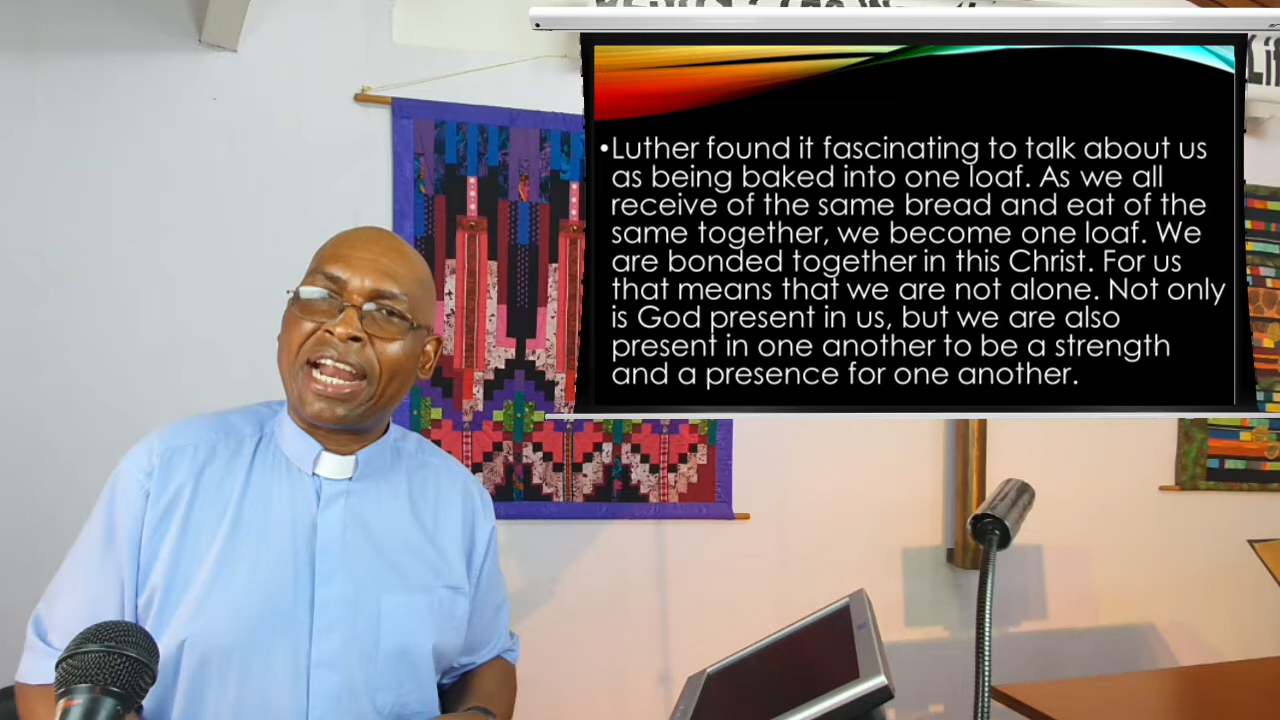 •Luther found it fascinating to talk about us
as being baked into one loaf. As we all
receive of the same bread and eat of the
same together, we become one loaf. We
are bonded together in this Christ. For us
that means that we are not alone. Not only
is God present in us, but we are also
present in one another to be a strength
and a presence for one another.